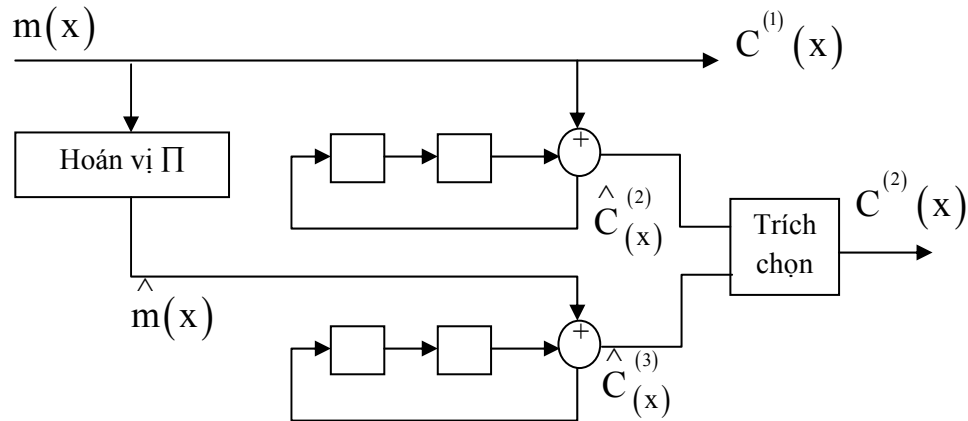 m(x)
C⁽¹⁾(x)
Hoán vị ∏
+
Ĉ⁽²⁾(x)
C⁽²⁾(x)
Trích
chọn
m̂(x)
+
Ĉ⁽³⁾(x)